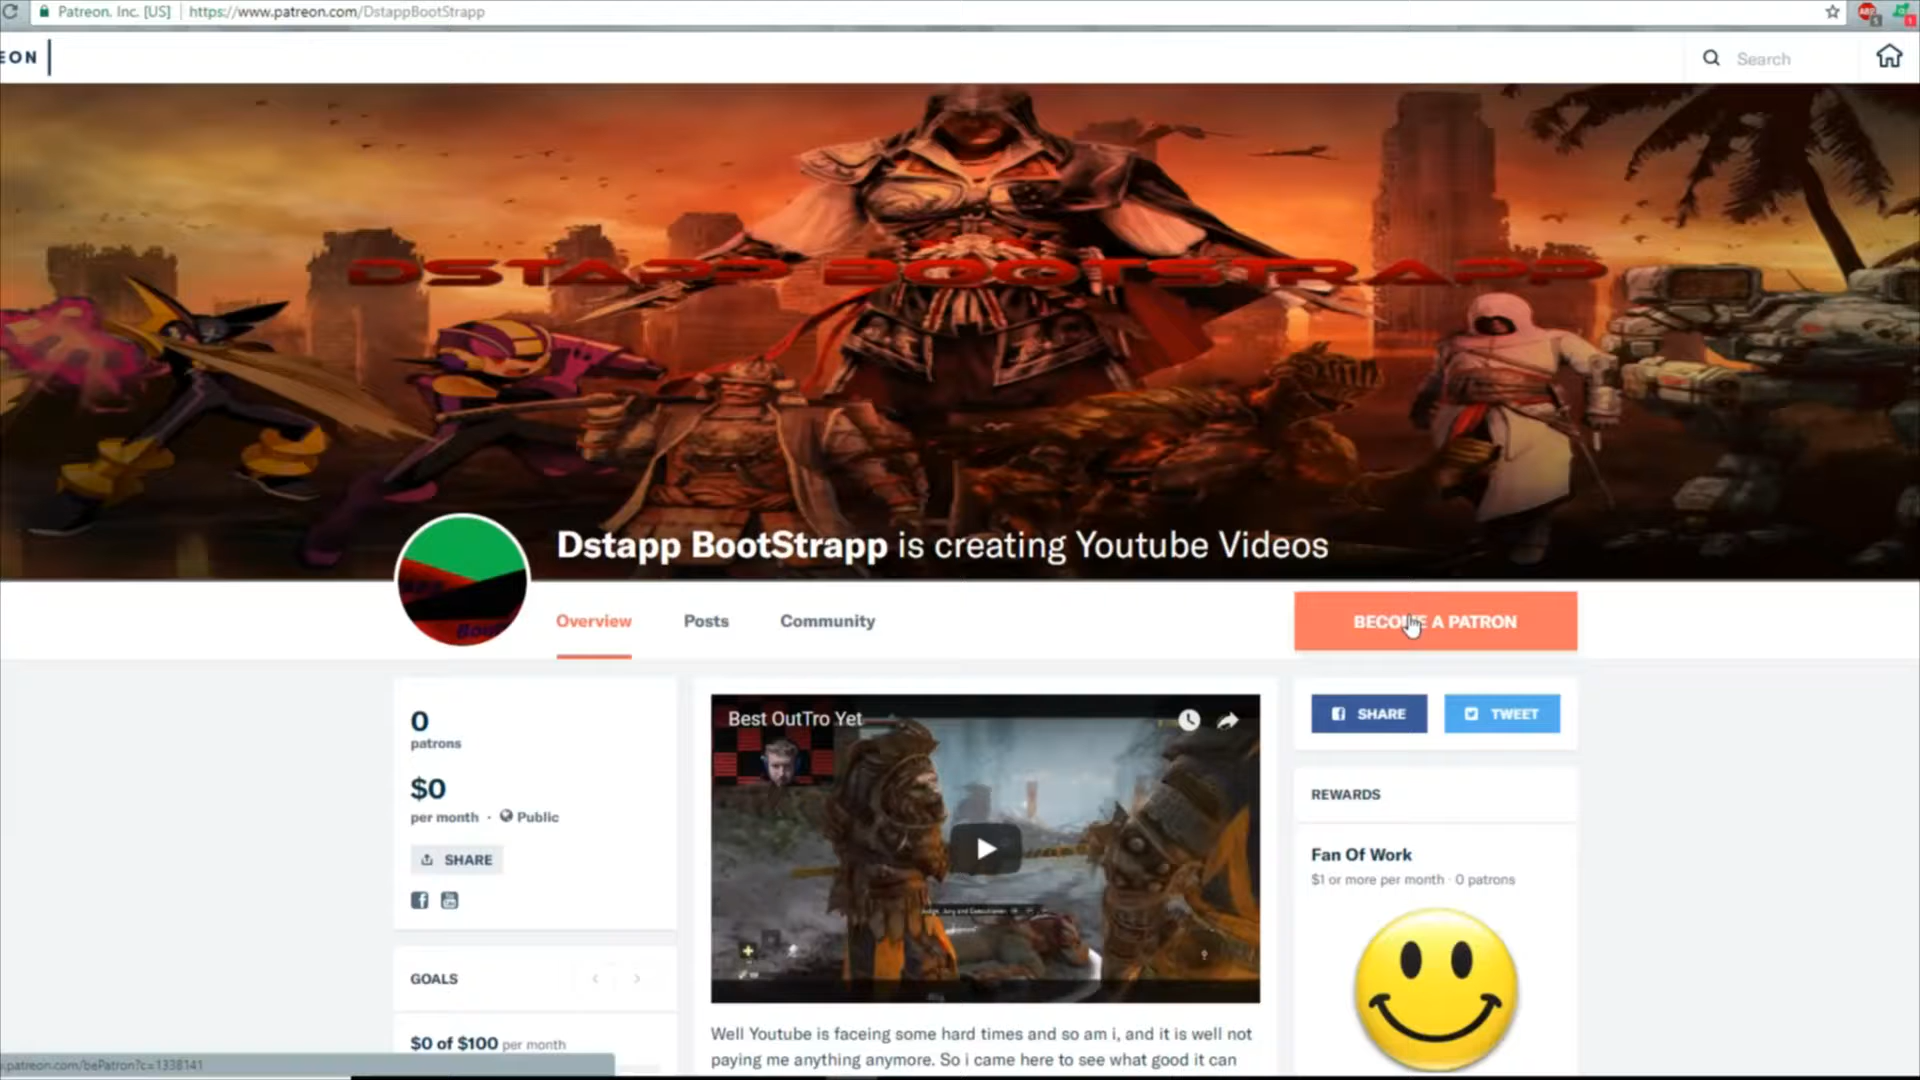 Patreon, Inc. [US] https://www.patreon.com/DstappBootStrapp
EON
Search
DSTAPP BOOTSTRAPP
Dstapp BootStrapp is creating Youtube Videos
Overview Posts Community
BECOME A PATRON
0
patrons
$0
per month · Public
SHARE
GOALS
$0 of $100 per month
Best OutTro Yet
Well Youtube is faceing some hard times and so am i, and it is well not
paying me anything anymore. So i came here to see what good it can
SHARE TWEET
REWARDS
Fan Of Work
$1 or more per month · 0 patrons
.patreon.com/bePatron?c=1338141